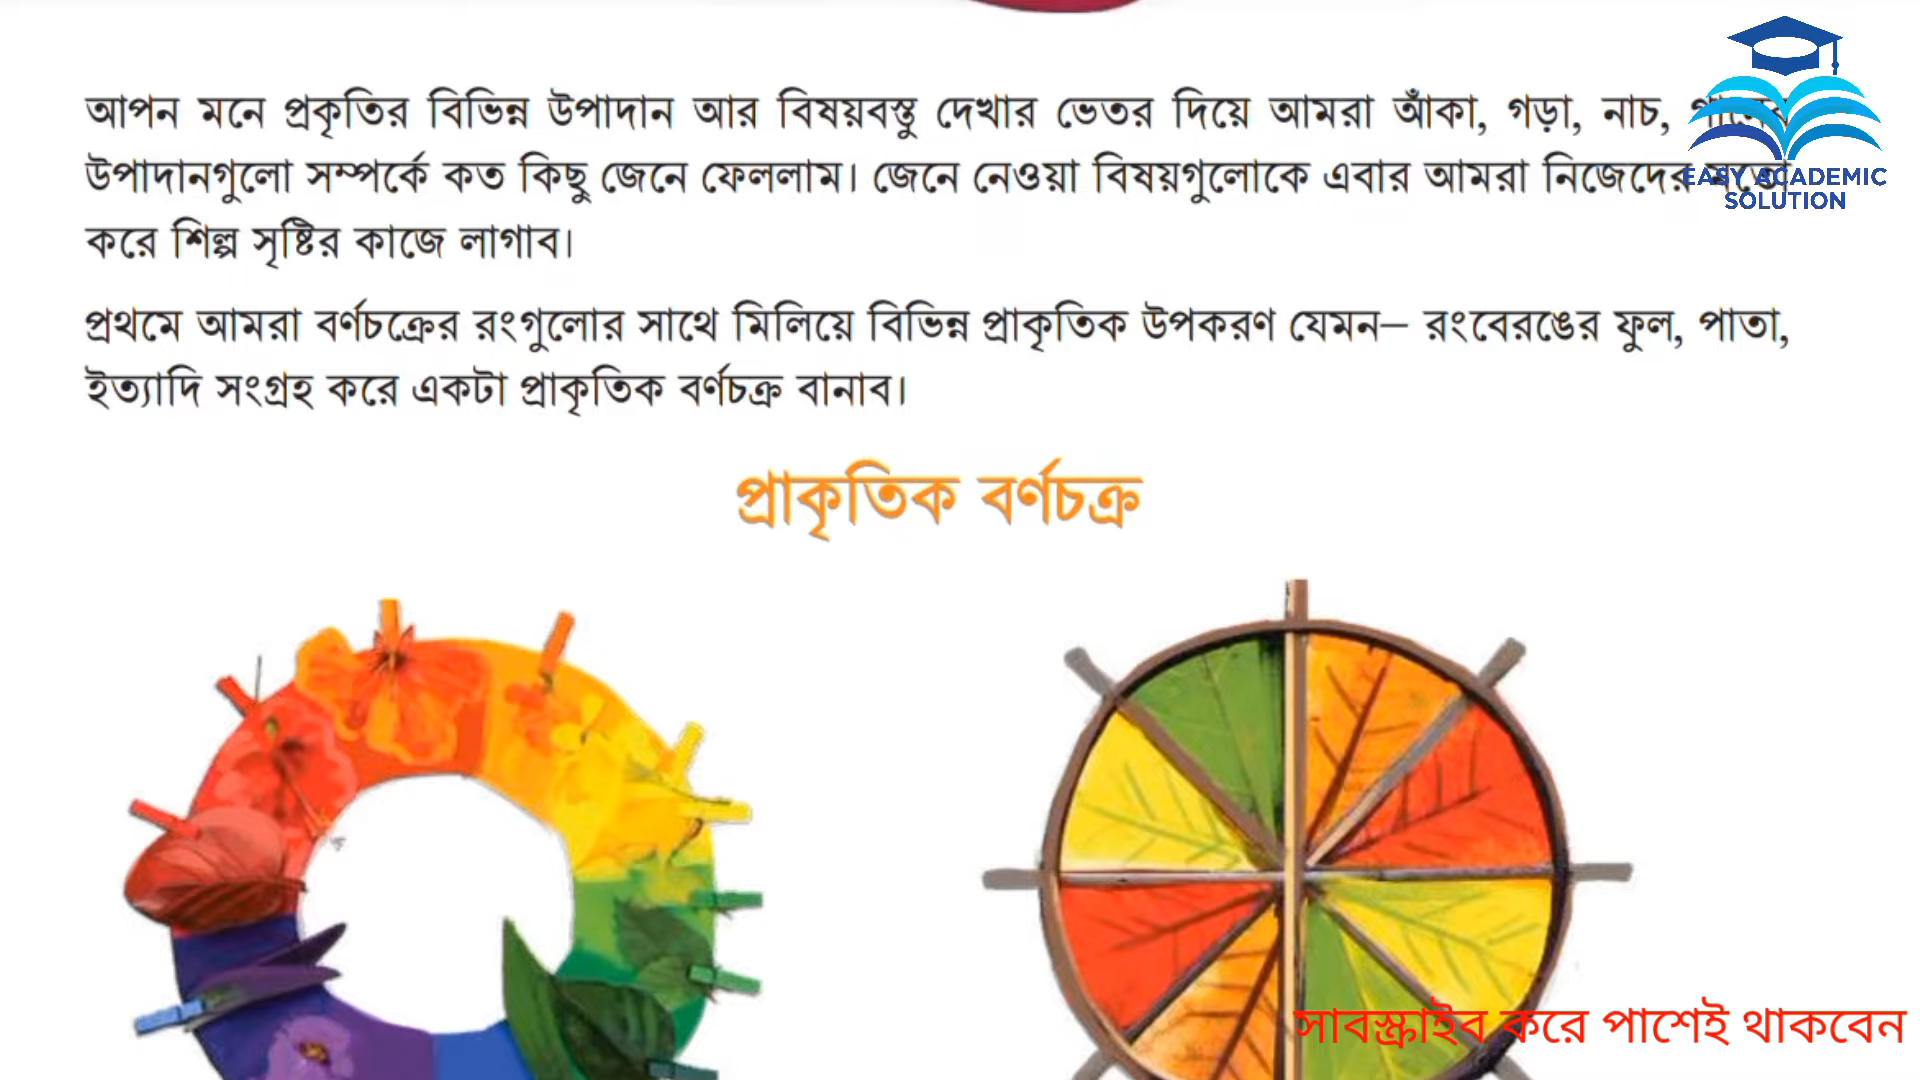 আপন মনে প্রকৃতির বিভিন্ন উপাদান আর বিষয়বস্তু দেখার ভেতর দিয়ে আমরা আঁকা, গড়া, নাচ,
উপাদানগুলো সম্পর্কে কত কিছু জেনে ফেললাম। জেনে নেওয়া বিষয়গুলোকে এবার আমরা নিজেদের
করে শিল্প সৃষ্টির কাজে লাগাব।
প্রথমে আমরা বর্ণচক্রের রংগুলোর সাথে মিলিয়ে বিভিন্ন প্রাকৃতিক উপকরণ যেমন– রংবেরঙের ফুল, পাতা,
ইত্যাদি সংগ্রহ করে একটা প্রাকৃতিক বর্ণচক্র বানাব।
প্রাকৃতিক বর্ণচক্র
EASY ACADEMIC
SOLUTION
সাবস্ক্রাইব করে পাশেই থাকবেন